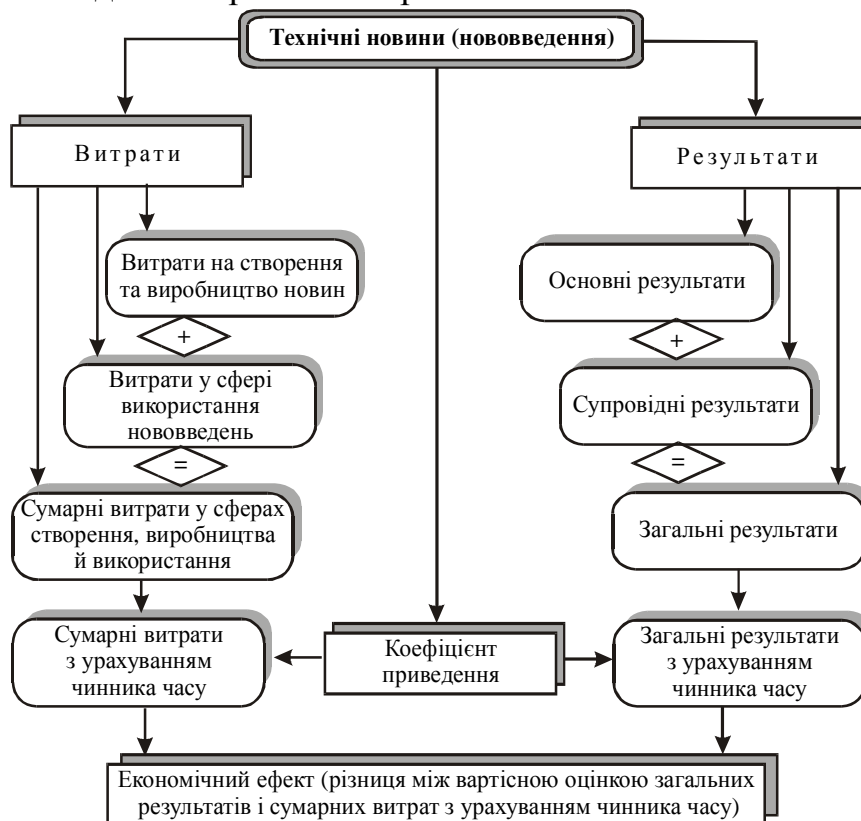 Технічні новини (нововведення)
Витрати
Результати
Витрати на створення
та виробництво новин
Основні результати
+
+
Витрати у сфері
використання
нововведень
Супровідні результати
=
=
Сумарні витрати у сферах
створення, виробництва
й використання
Загальні результати
Сумарні витрати
з урахуванням
чинника часу
Коефіцієнт
приведення
Загальні результати
з урахуванням
чинника часу
Економічний ефект (різниця між вартісною оцінкою загальних
результатів і сумарних витрат з урахуванням чинника часу)